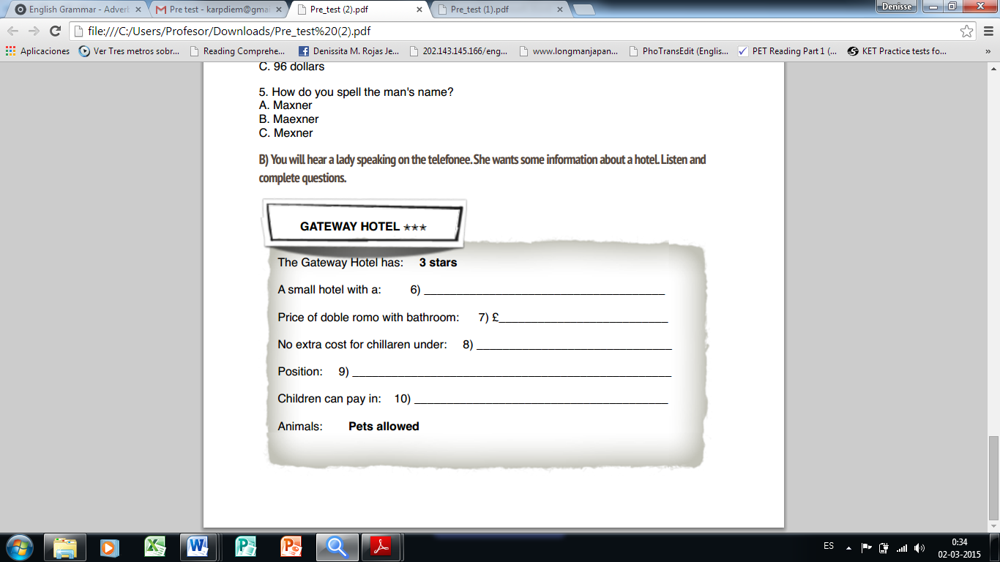 English Grammar - Adverb
Pre test - karpdiem@gmai
Pre_test (2).pdf
Pre_test (1).pdf
Denisse
file:///C:/Users/Profesor/Downloads/Pre_test%20(2).pdf
Aplicaciones
Ver Tres metros sobr...
Reading Comprehe...
Denissita M. Rojas Je...
202.143.145.166/eng...
www.longmanjapan...
PhoTransEdit (Englis...
PET Reading Part 1 (...
KET Practice tests fo...
»
C. 96 dollars
5. How do you spell the man's name?
A. Maxner
B. Maexner
C. Mexner
B) You will hear a lady speaking on the telefonee. She wants some information about a hotel. Listen and
complete questions.
GATEWAY HOTEL ★★★
The Gateway Hotel has: 3 stars
A small hotel with a: 6) ______________________________________
Price of doble romo with bathroom: 7) £___________________________
No extra cost for chillaren under: 8) _______________________________
Position: 9) __________________________________________________
Children can pay in: 10) ________________________________________
Animals: Pets allowed
ES
0:34
02-03-2015